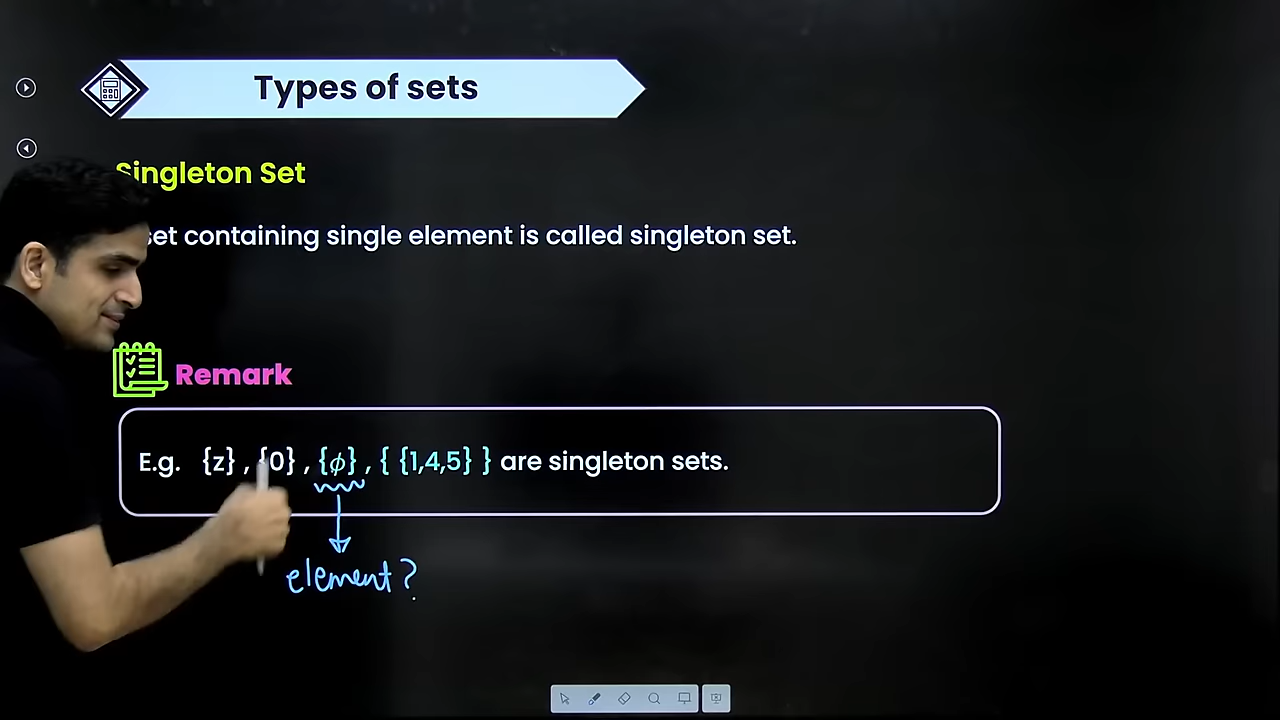 Types of sets
Singleton Set
set containing single element is called singleton set.
Remark
E.g. {z} , {0} , {ϕ} , { {1,4,5} } are singleton sets.
element?